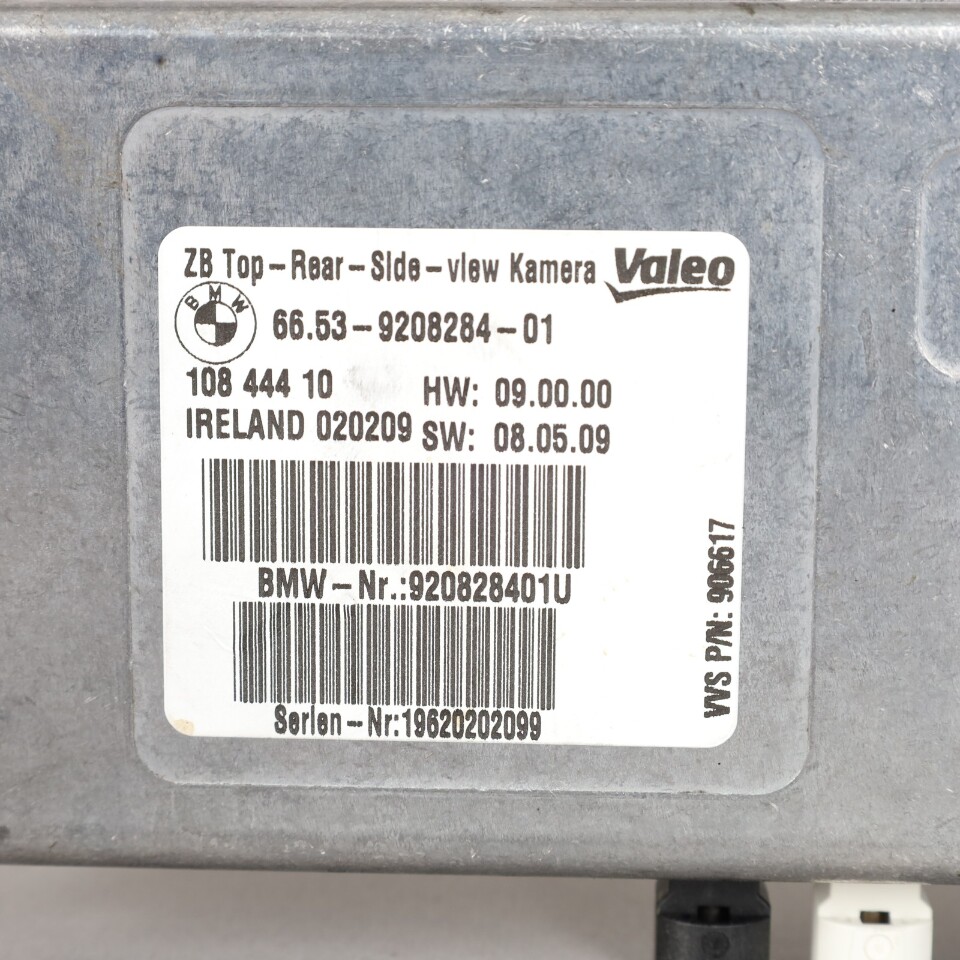 ZB Top-Rear-Side-view Kamera Valeo
BMW 66.53-9208284-01
108 444 10 HW: 09.00.00
IRELAND 020209 SW: 08.05.09
BMW-Nr.:920828401U
Serien-Nr:19620202099
VVS P/N: 906617